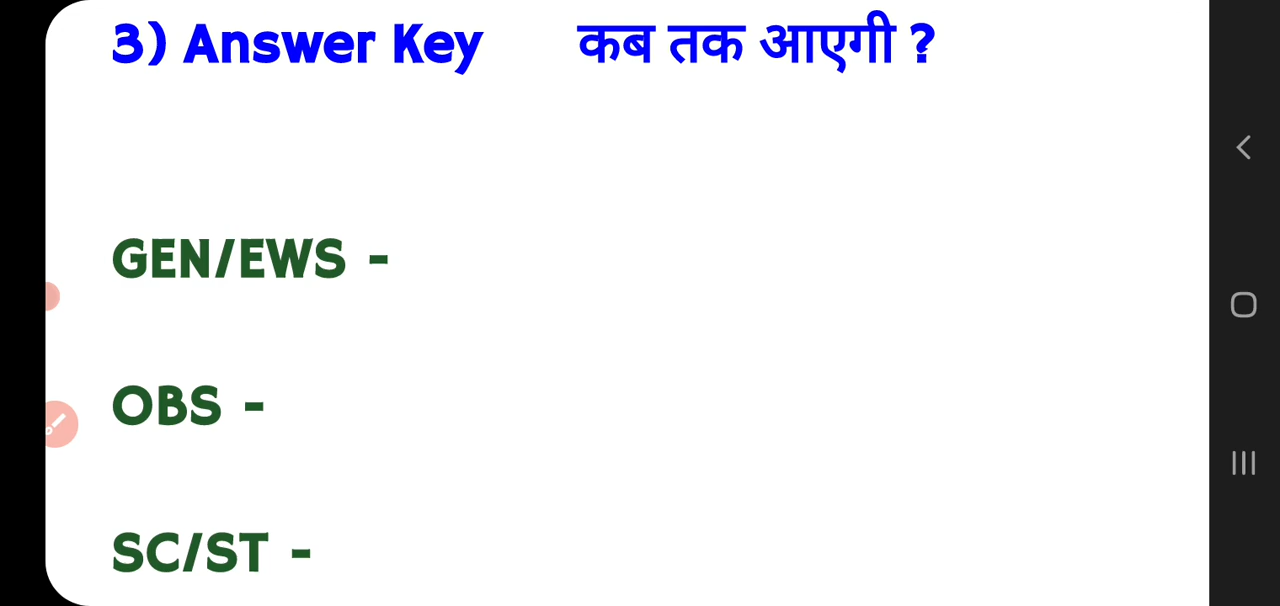 3) Answer Key कब तक आएगी ?
GEN/EWS -
OBS -
SC/ST -